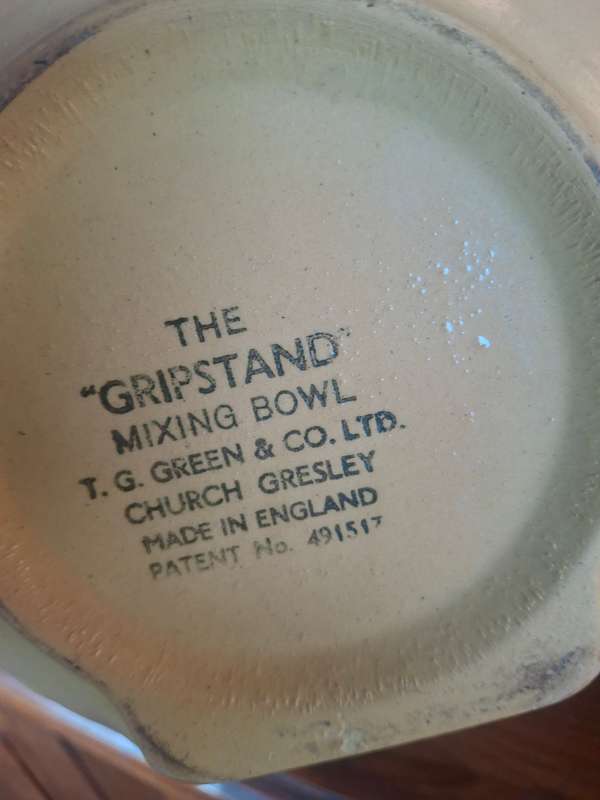 THE
"GRIPSTAND"
MIXING BOWL
T. G. GREEN & CO. LTD.
CHURCH GRESLEY
MADE IN ENGLAND
PATENT No. 491517